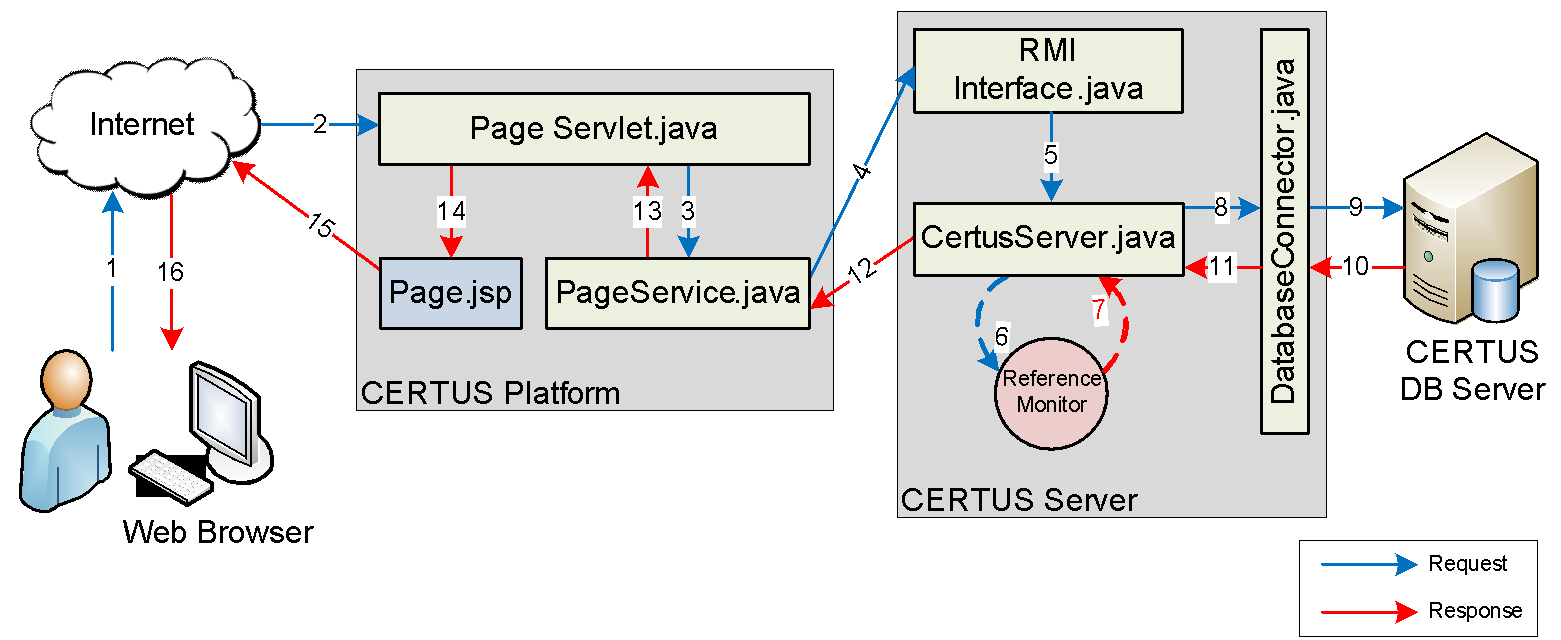 Internet
1
16
Web Browser
2
15
Page Servlet.java
14
13
3
Page.jsp
PageService.java
CERTUS Platform
4
12
RMI
Interface.java
5
CertusServer.java
6
7
Reference
Monitor
8
11
DatabaseConnector.java
CERTUS Server
9
10
CERTUS
DB Server
Request
Response